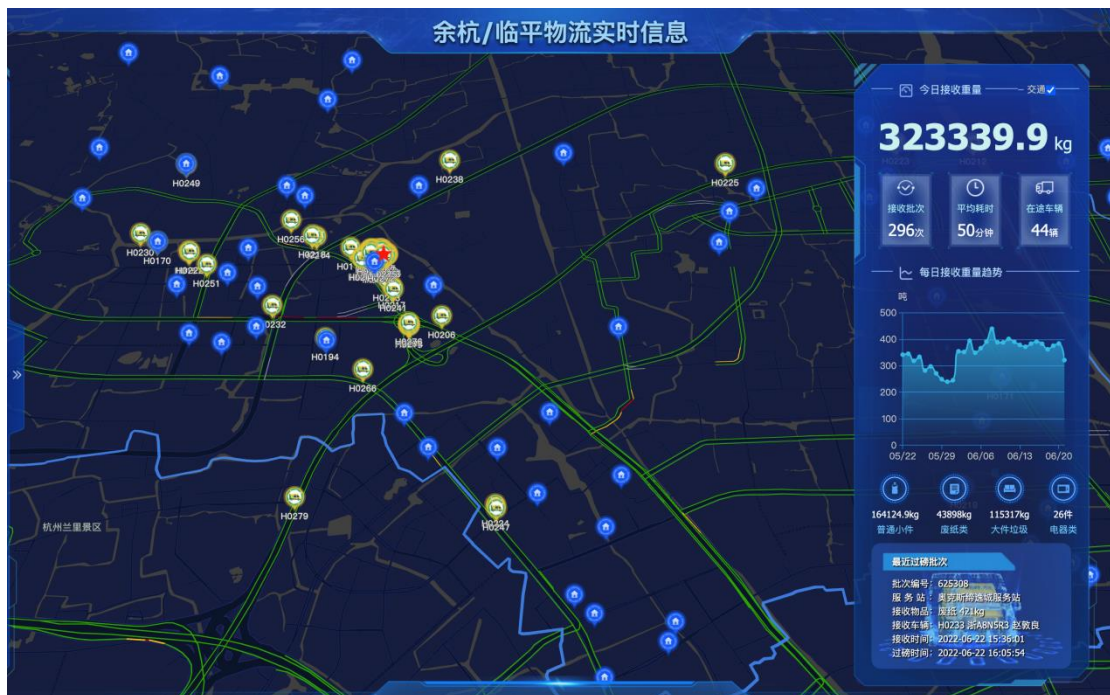 余杭/临平物流实时信息
今日接收重量
交通
323339.9 kg
接收批次
296次
平均耗时
50分钟
在途车辆
44辆
每日接收重量趋势
吨
500
400
300
200
100
0
05/22
05/29
06/06
06/13
06/20
164124.9kg
普通小件
43898kg
废纸类
115317kg
大件垃圾
26件
电器类
最近过磅批次
批次编号：625308
服 务 站：奥克斯缔逸城服务站
接收物品：废纸 421kg
接收车辆：H0233 浙A8N5R3 赵敦良
接收时间：2022-06-22 15:36:01
过磅时间：2022-06-22 16:05:54
H0249
H0238
H0225
H0256
H0230
H0170
H0251
H0241
H0232
H0206
H0194
H0266
H0279
杭州兰里景区